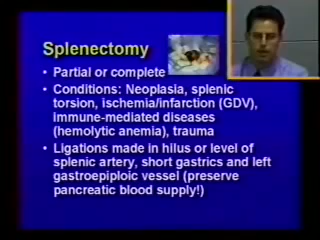 Splenectomy
• Partial or complete
• Conditions: Neoplasia, splenic
torsion, ischemia/infarction (GDV),
immune-mediated diseases
(hemolytic anemia), trauma
• Ligations made in hilus or level of
splenic artery, short gastrics and left
gastroepiploic vessel (preserve
pancreatic blood supply!)